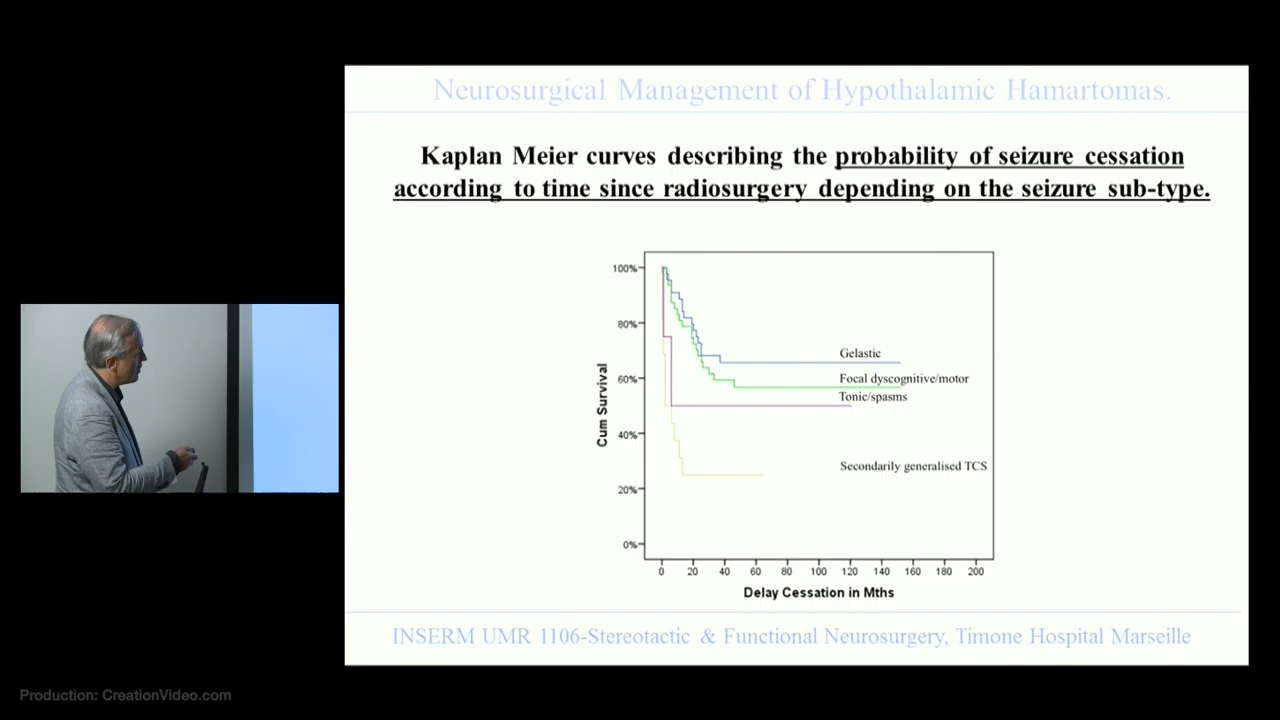 Neurosurgical Management of Hypothalamic Hamartomas.
Kaplan Meier curves describing the probability of seizure cessation
according to time since radiosurgery depending on the seizure sub-type.
100%
80%
60%
40%
20%
0%
Cum Survival
Gelastic
Focal dyscognitive/motor
Tonic/spasms
Secondarily generalised TCS
0 20 40 60 80 100 120 140 160 180 200
Delay Cessation in Mths
INSERM UMR 1106-Stereotactic & Functional Neurosurgery, Timone Hospital Marseille
Production: CreationVideo.com